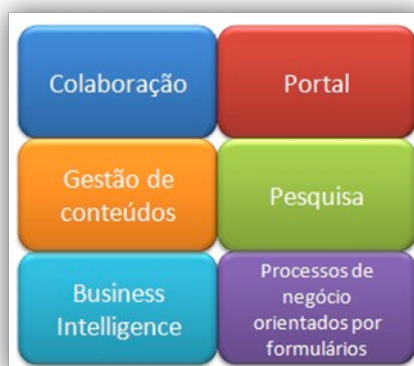 Colaboração
Portal
Gestão de
conteúdos
Pesquisa
Business
Intelligence
Processos de
negócio
orientados por
formulários